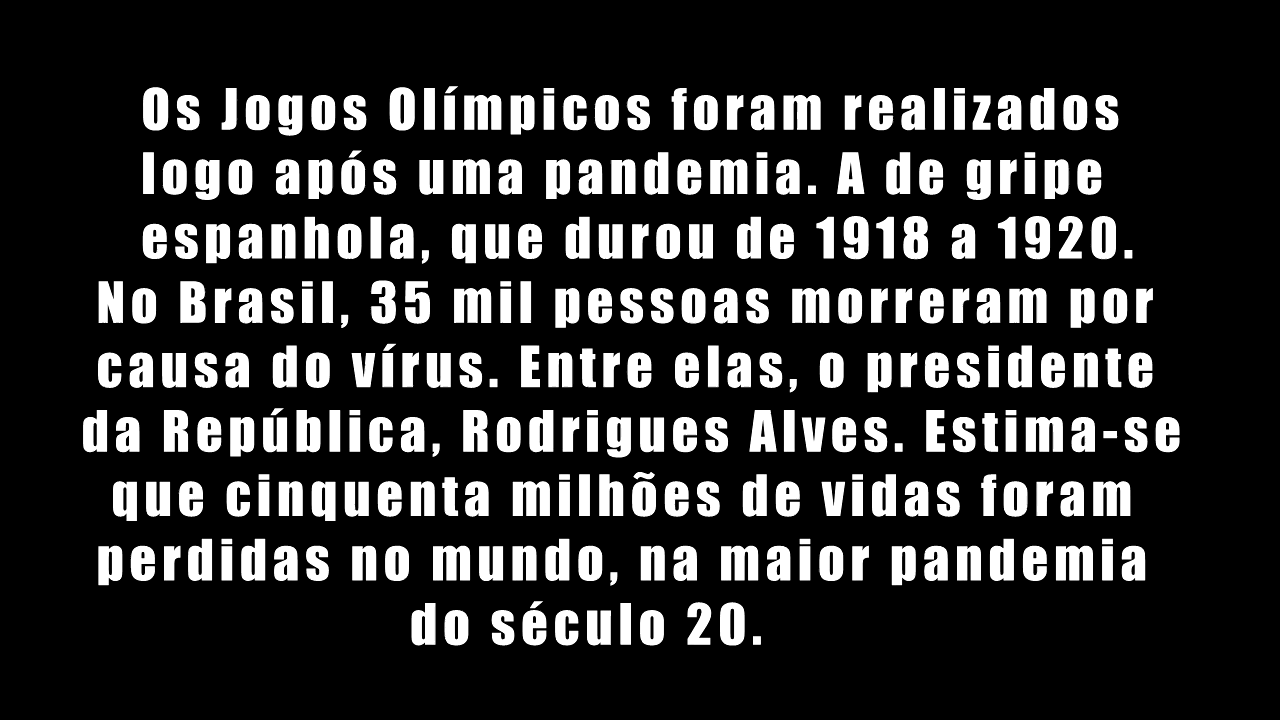 Os Jogos Olímpicos foram realizados
logo após uma pandemia. A de gripe
espanhola, que durou de 1918 a 1920.
No Brasil, 35 mil pessoas morreram por
causa do vírus. Entre elas, o presidente
da República, Rodrigues Alves. Estima-se
que cinquenta milhões de vidas foram
perdidas no mundo, na maior pandemia
do século 20.